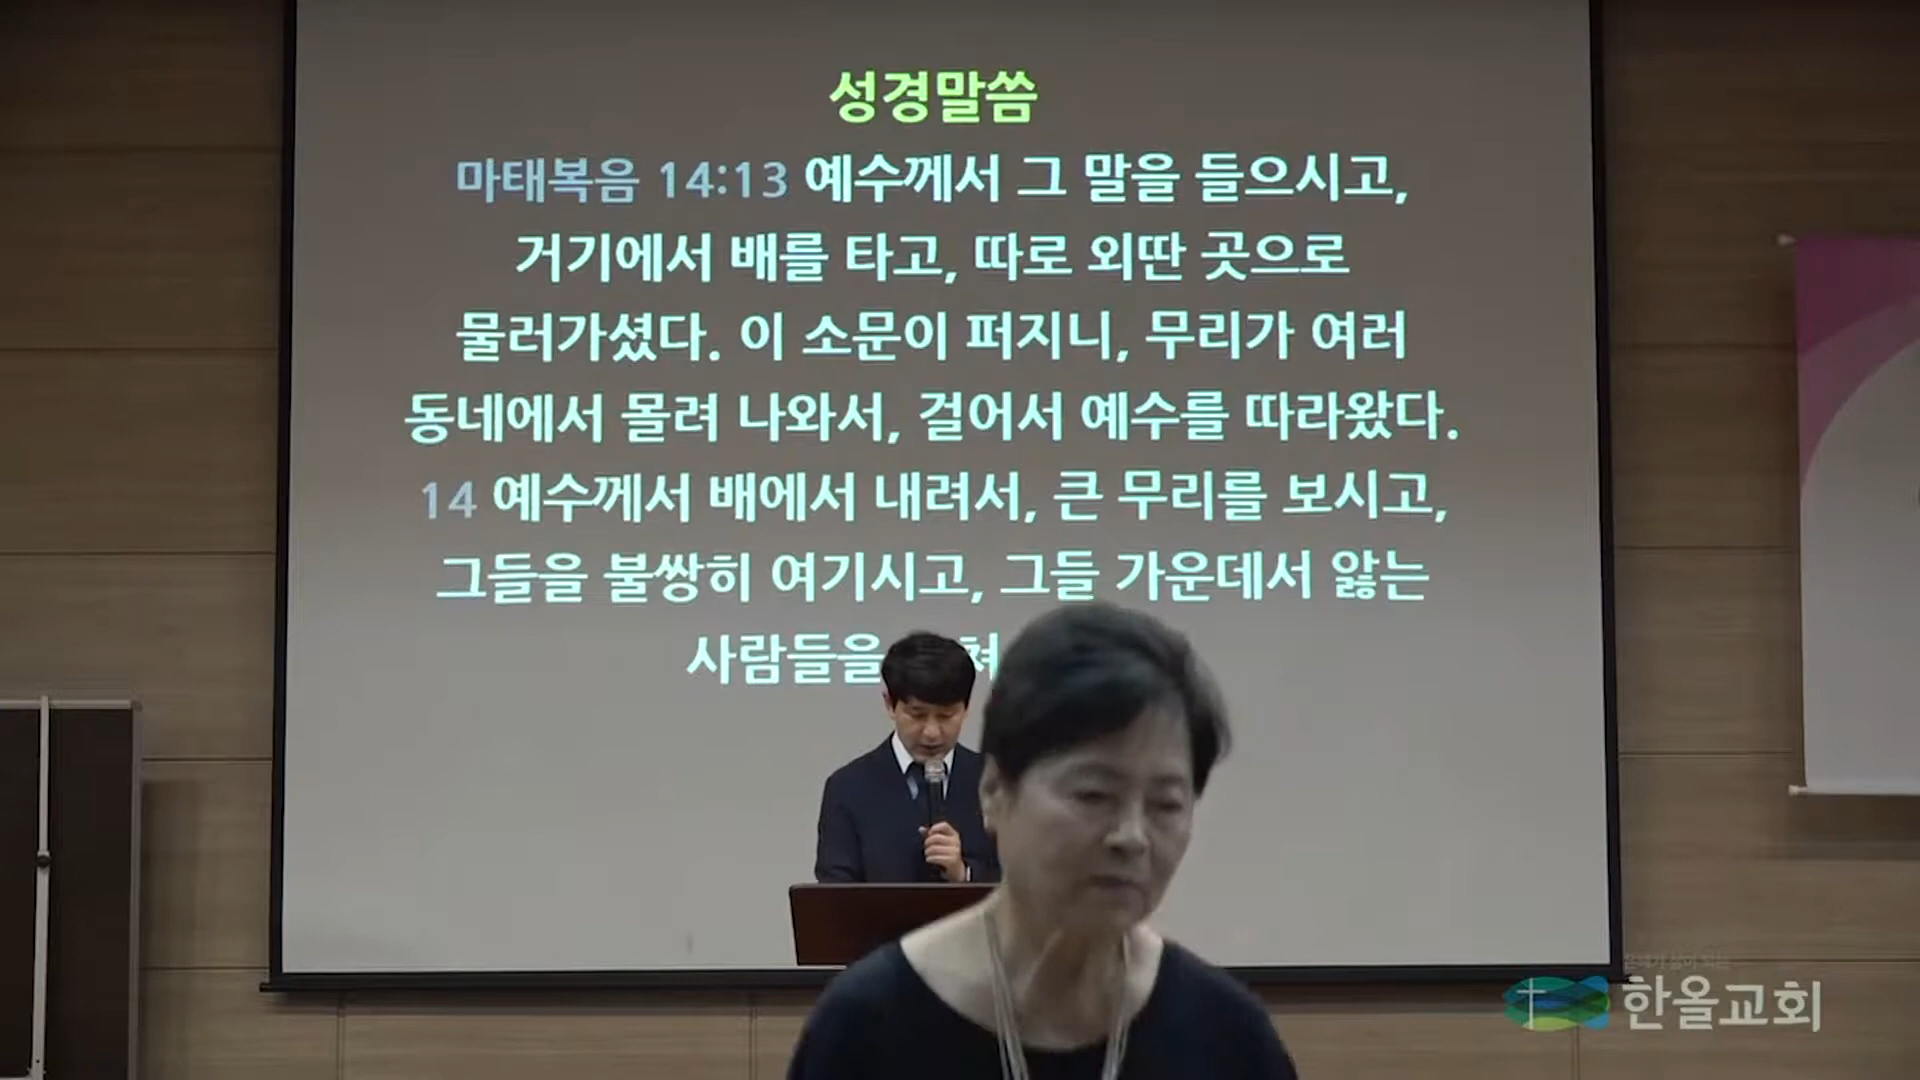 성경말씀
마태복음 14:13 예수께서 그 말을 들으시고,
거기에서 배를 타고, 따로 외딴 곳으로
물러가셨다. 이 소문이 퍼지니, 무리가 여러
동네에서 몰려 나와서, 걸어서 예수를 따라왔다.
14 예수께서 배에서 내려서, 큰 무리를 보시고,
그들을 불쌍히 여기시고, 그들 가운데서 앓는
사람들을
한올교회